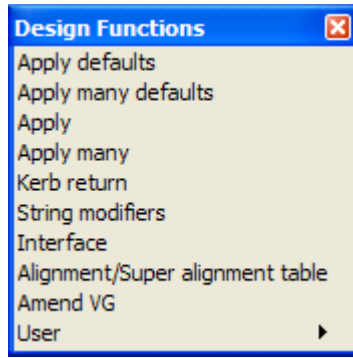 Design Functions
Apply defaults
Apply many defaults
Apply
Apply many
Kerb return
String modifiers
Interface
Alignment/Super alignment table
Amend VG
User